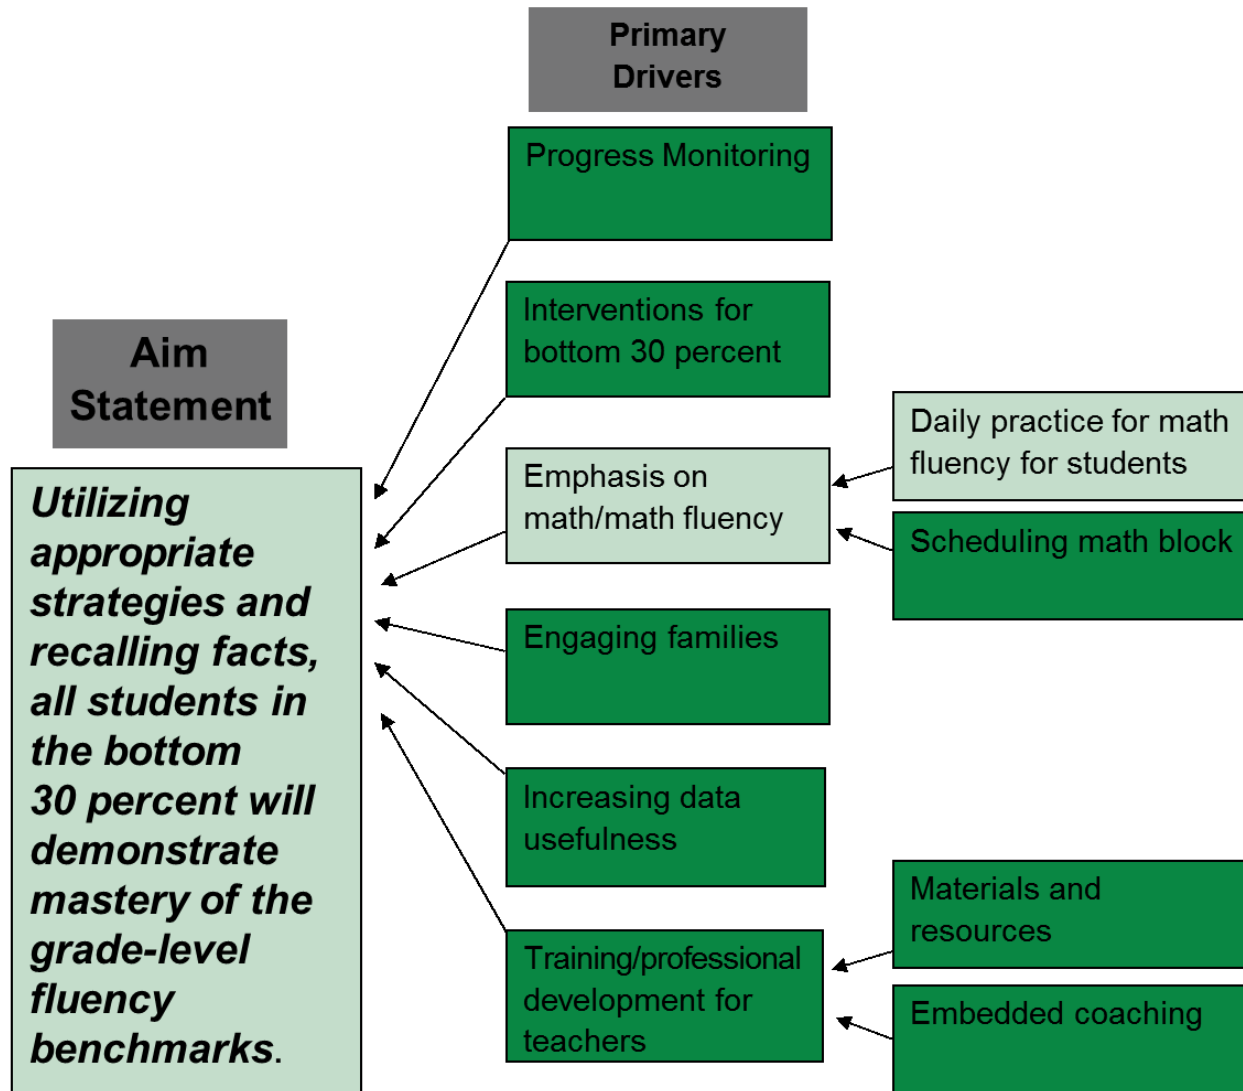 Primary
Drivers
Progress Monitoring
Interventions for
bottom 30 percent
Aim
Statement
Daily practice for math
fluency for students
Emphasis on
math/math fluency
Utilizing
appropriate
strategies and
recalling facts,
all students in
the bottom
30 percent will
demonstrate
mastery of the
grade-level
fluency
benchmarks.
Scheduling math block
Engaging families
Increasing data
usefulness
Materials and
resources
Training/professional
development for
teachers
Embedded coaching